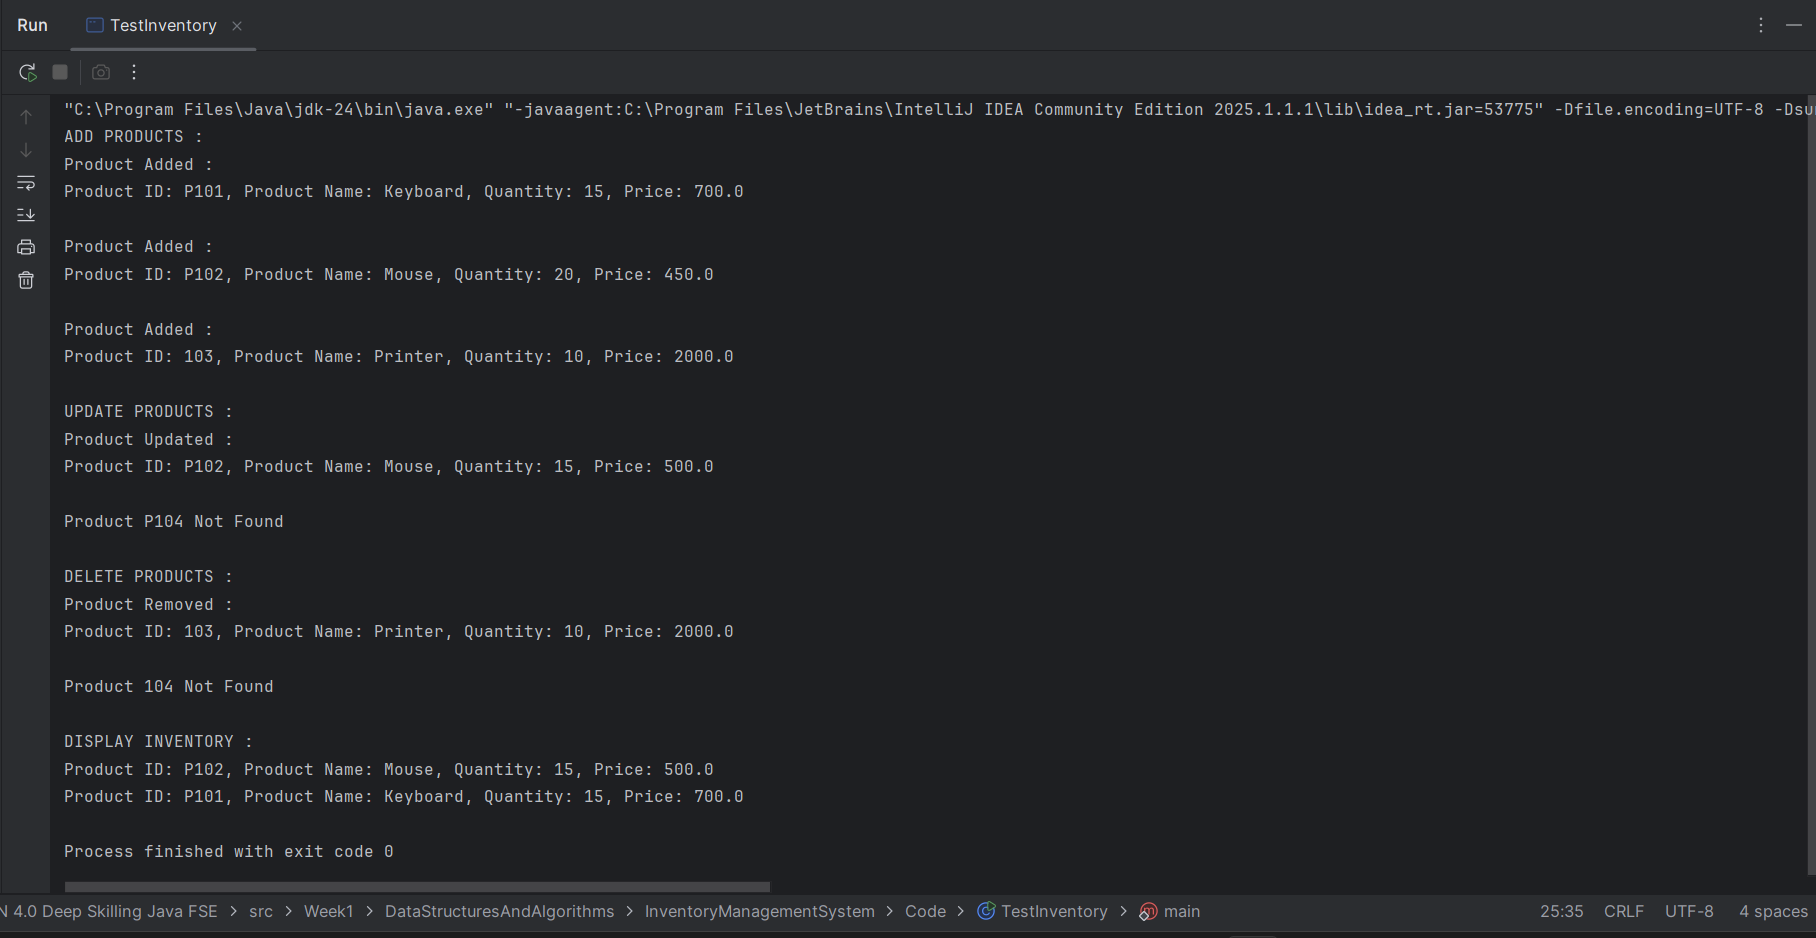 Run TestInventory
"C:\Program Files\Java\jdk-24\bin\java.exe" "-javaagent:C:\Program Files\JetBrains\IntelliJ IDEA Community Edition 2025.1.1.1\lib\idea_rt.jar=53775" -Dfile.encoding=UTF-8
ADD PRODUCTS :
Product Added :
Product ID: P101, Product Name: Keyboard, Quantity: 15, Price: 700.0
Product Added :
Product ID: P102, Product Name: Mouse, Quantity: 20, Price: 450.0
Product Added :
Product ID: 103, Product Name: Printer, Quantity: 10, Price: 2000.0
UPDATE PRODUCTS :
Product Updated :
Product ID: P102, Product Name: Mouse, Quantity: 15, Price: 500.0
Product P104 Not Found
DELETE PRODUCTS :
Product Removed :
Product ID: 103, Product Name: Printer, Quantity: 10, Price: 2000.0
Product 104 Not Found
DISPLAY INVENTORY :
Product ID: P102, Product Name: Mouse, Quantity: 15, Price: 500.0
Product ID: P101, Product Name: Keyboard, Quantity: 15, Price: 700.0
Process finished with exit code 0
N 4.0 Deep Skilling Java FSE > src > Week1 > DataStructuresAndAlgorithms > InventoryManagementSystem > Code > TestInventory > main 25:35 CRLF UTF-8 4 spaces